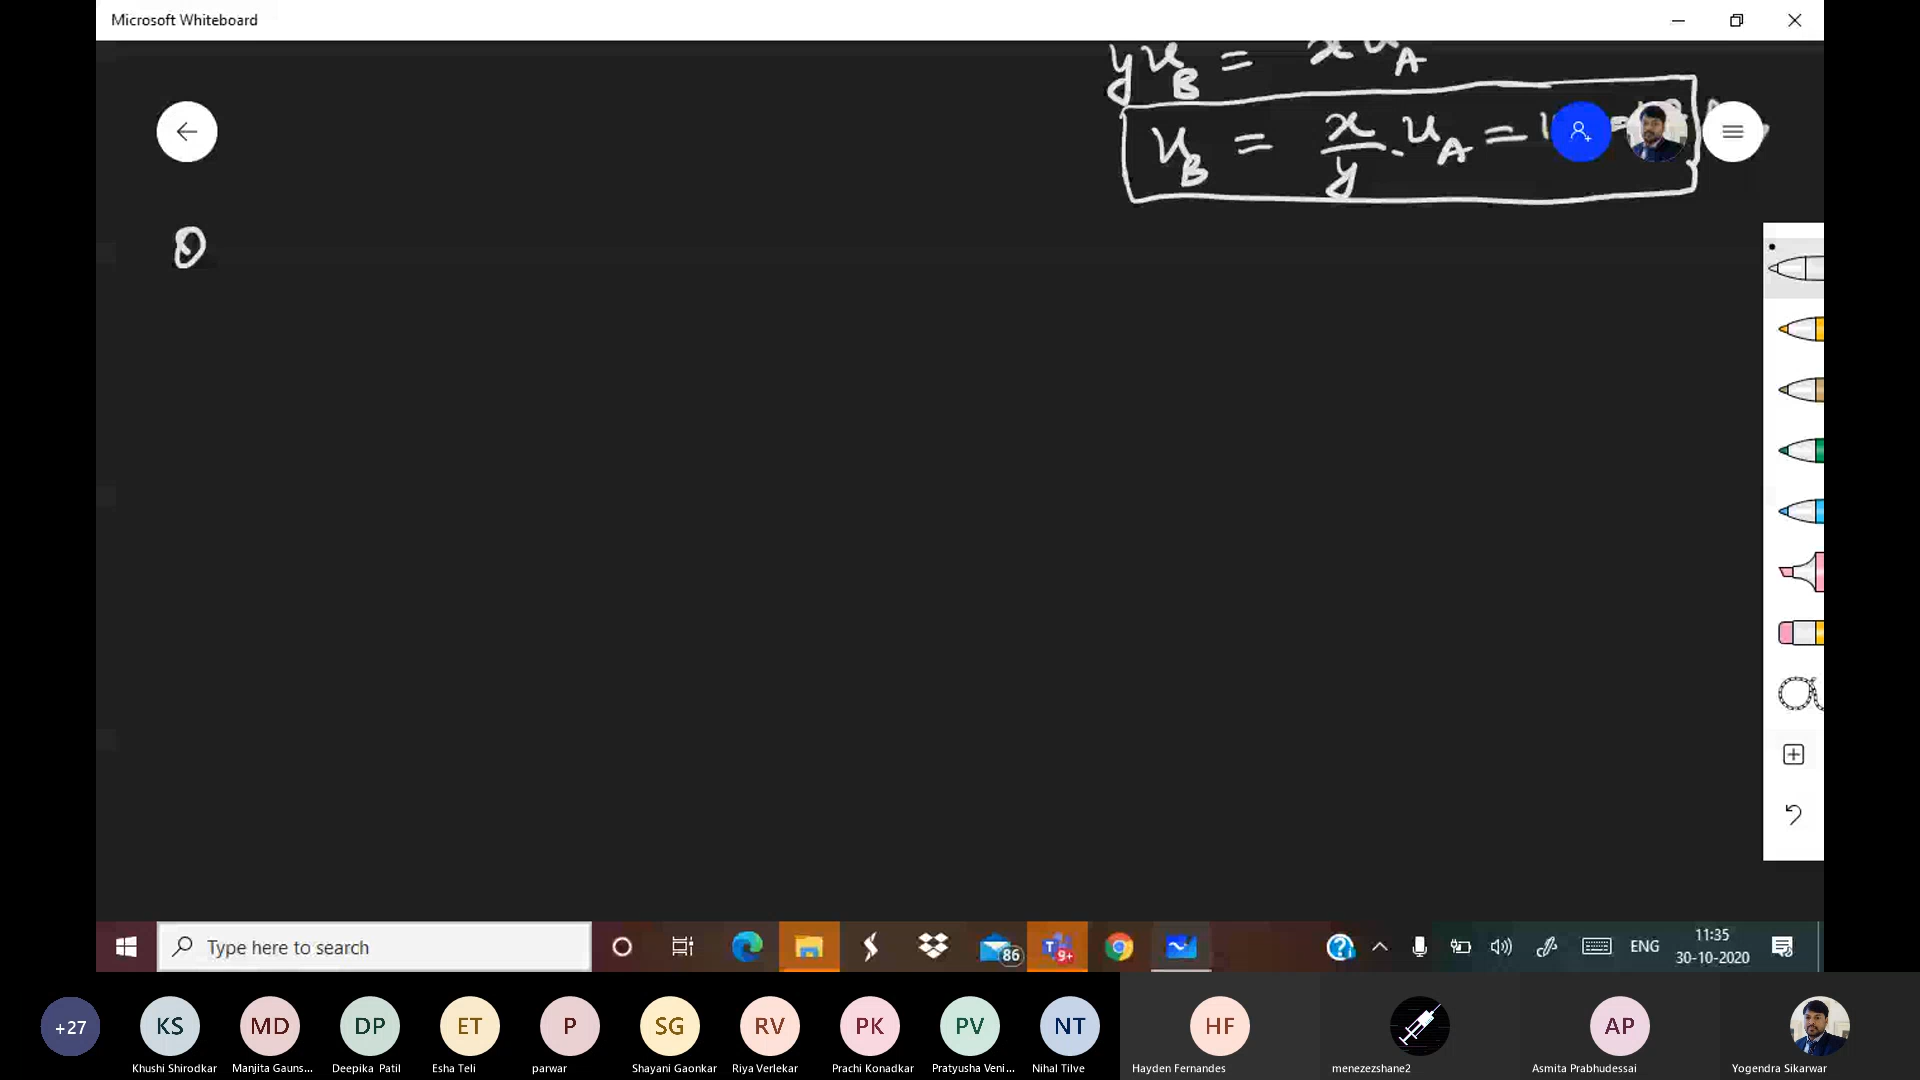 Microsoft Whiteboard
y u_B = x u_A
u_B = x/y . u_A =
Type here to search
86
9+
ENG
11:35
30-10-2020
+27
KS
MD
DP
ET
P
SG
RV
PK
PV
NT
HF
AP
Khushi Shirodkar
Manjita Gauns...
Deepika Patil
Esha Teli
parwar
Shayani Gaonkar
Riya Verlekar
Prachi Konadkar
Pratyusha Veni...
Nihal Tilve
Hayden Fernandes
menezezshane2
Asmita Prabhudessai
Yogendra Sikarwar